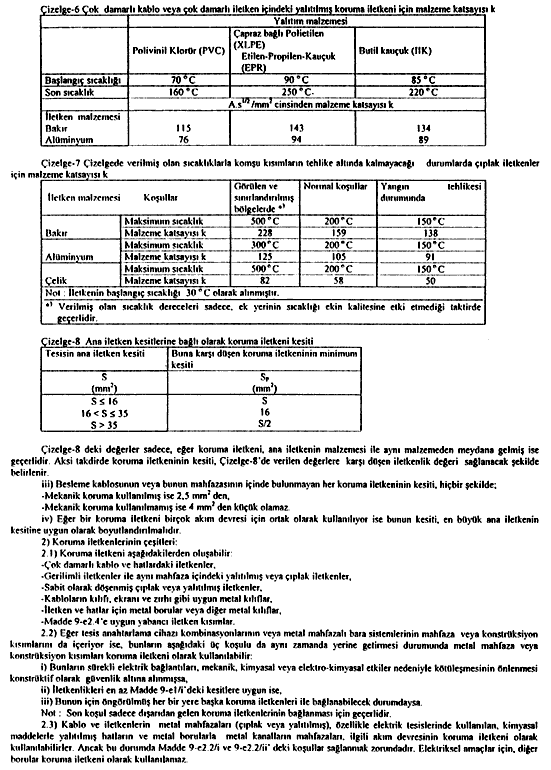 Çizelge-6 Çok damarlı kablo veya çok damarlı iletken içindeki yalıtılmış koruma iletkeni için malzeme katsayısı k
Yalıtım malzemesi
Polivinil Klorür (PVC)
Çapraz bağlı Polietilen
(XLPE)
Etilen-Propilen-Kauçuk
(EPR)
Butil kauçuk (IIK)
Başlangıç sıcaklığı 70 °C 90 °C 85 °C
Son sıcaklık 160 °C 250 °C 220 °C
A.s1/2/mm2 cinsinden malzeme katsayısı k
İletken malzemesi
Bakır 115 143 134
Alüminyum 76 94 89
Çizelge-7 Çizelgede verilmiş olan sıcaklıklarla komşu kısımların tehlike altında kalmayacağı durumlarda çıplak iletkenler
için malzeme katsayısı k
İletken malzemesi Koşullar
Görülen ve
sınırlandırılmış
bölgelerde *)
Normal koşullar
Yangın tehlikesi
durumunda
Maksimum sıcaklık 500 °C 200 °C 150 °C
Bakır Malzeme katsayısı k 228 159 138
Maksimum sıcaklık 300 °C 200 °C 150 °C
Alüminyum Malzeme katsayısı k 125 105 91
Maksimum sıcaklık 500 °C 200 °C 150 °C
Çelik Malzeme katsayısı k 82 58 50
Not : İletkenin başlangıç sıcaklığı 30 °C olarak alınmıştır.
*) Verilmiş olan sıcaklık dereceleri sadece, ek yerinin sıcaklığı ekin kalitesine etki etmediği taktirde
geçerlidir.
Çizelge-8 Ana iletken kesitlerine bağlı olarak koruma iletkeni kesiti
Tesisin ana iletken kesiti
Buna karşı düşen koruma iletkeninin minimum
kesiti
S Sp
(mm2) (mm2)
S ≤ 16 S
16 < S ≤ 35 16
S > 35 S/2
Çizelge-8 deki değerler sadece, eğer koruma iletkeni, ana iletkenin malzemesi ile aynı malzemeden meydana gelmiş ise
geçerlidir. Aksi takdirde koruma iletkeninin kesiti, Çizelge-8'de verilen değerlere karşı düşen iletkenlik değeri sağlanacak şekilde
belirlenir.
iii) Besleme kablosunun veya bunun mahfazasının içinde bulunmayan her koruma iletkeninin kesiti, hiçbir şekilde;
-Mekanik koruma kullanılmış ise 2,5 mm2 den,
-Mekanik koruma kullanılmamış ise 4 mm2 den küçük olamaz.
iv) Eğer bir koruma iletkeni birçok akım devresi için ortak olarak kullanılıyor ise bunun kesiti, en büyük ana iletkenin
kesitine uygun olarak boyutlandırılmalıdır.
2) Koruma iletkenlerinin çeşitleri:
2.1) Koruma iletkeni aşağıdakilerden oluşabilir:
-Çok damarlı kablo ve hatlardaki iletkenler,
-Gerilimli iletkenler ile aynı mahfaza içindeki yalıtılmış veya çıplak iletkenler,
-Sabit olarak döşenmiş çıplak veya yalıtılmış iletkenler,
-Kabloların kılıfı, ekranı ve zırhı gibi uygun metal kılıflar,
-İletken ve hatlar için metal borular veya diğer metal kılıflar,
-Madde 9-e2.4'e uygun yabancı iletken kısımlar.
2.2) Eğer tesis anahtarlama cihazı kombinasyonlarının veya metal mahfazalı bara sistemlerinin mahfaza veya konstrüksiyon
kısımlarını da içeriyor ise, bunların aşağıdaki üç koşulu da aynı zamanda yerine getirmesi durumunda metal mahfaza veya
konstrüksiyon kısımları koruma iletkeni olarak kullanılabilir:
i) Bunların sürekli elektrik bağlantıları, mekanik, kimyasal veya elektro-kimyasal etkiler nedeniyle kötüleşmesinin önlenmesi
konstrüktif olarak güvenlik altına alınmışsa,
ii) İletkenlikleri en az Madde 9-e1/i'deki kesitlere uygun ise,
iii) Bunun için öngörülmüş her bir yere başka koruma iletkenleri ile bağlanabilecek durumdaysa.
Not : Son koşul sadece dışarıdan gelen koruma iletkenlerinin bağlanması için geçerlidir.
2.3) Kablo ve iletkenlerin metal mahfazaları (çıplak veya yalıtılmış), özellikle elektrik tesislerinde kullanılan, kimyasal
maddelerle yalıtılmış hatların ve metal borularla metal kanalların mahfazaları, ilgili akım devresinin koruma iletkeni olarak
kullanılabilirler. Ancak bu durumda Madde 9-e2.2/i ve 9-e2.2/ii' deki koşullar sağlanmak zorundadır. Elektriksel amaçlar için, diğer
borular koruma iletkeni olarak kullanılamaz.